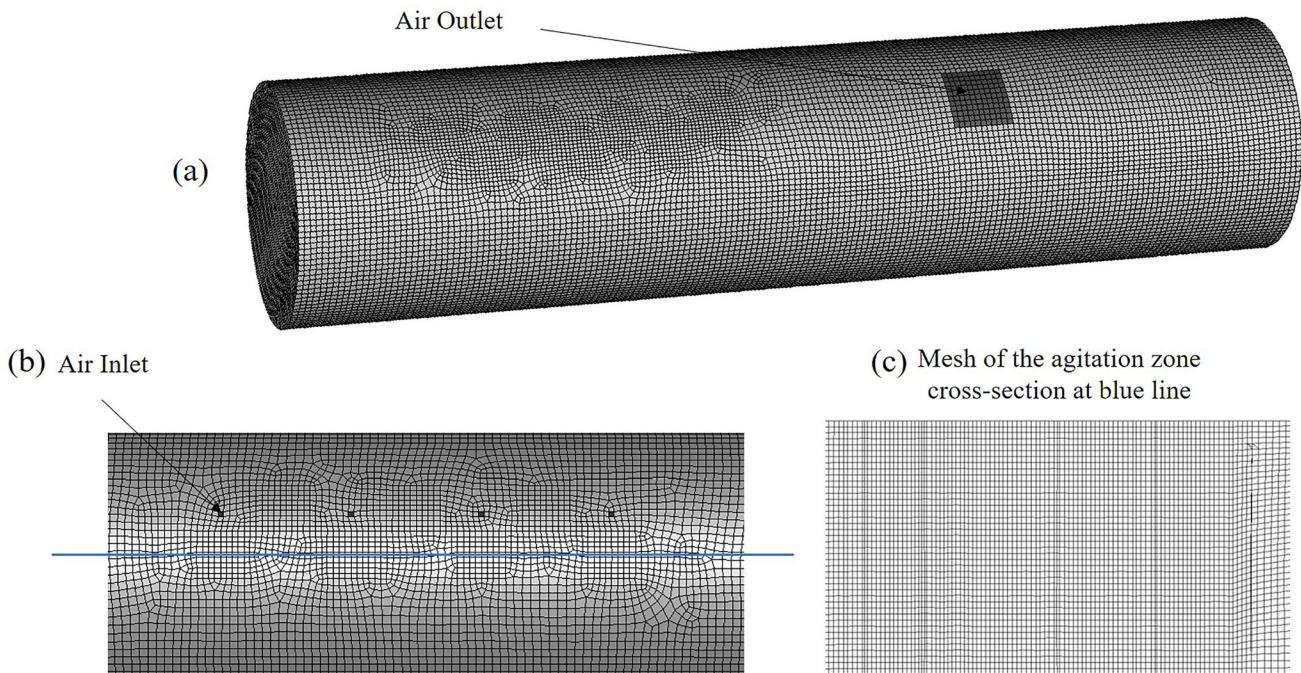 Air Outlet
(a)
(b) Air Inlet
(c) Mesh of the agitation zone
cross-section at blue line